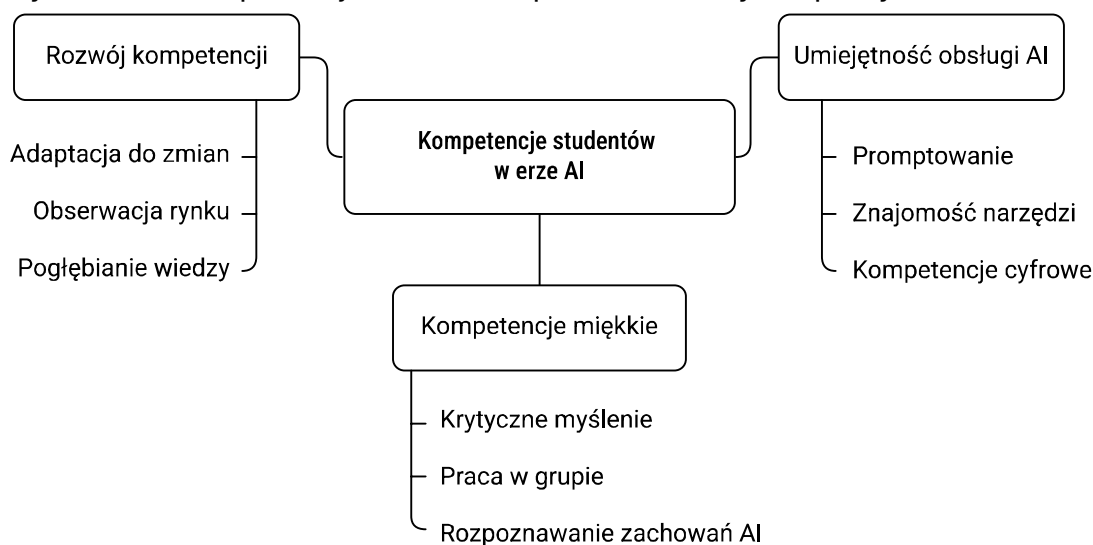 Rozwój kompetencji
Adaptacja do zmian
Obserwacja rynku
Pogłębianie wiedzy
Kompetencje studentów
w erze AI
Umiejętność obsługi AI
Promptowanie
Znajomość narzędzi
Kompetencje cyfrowe
Kompetencje miękkie
Krytyczne myślenie
Praca w grupie
Rozpoznawanie zachowań AI